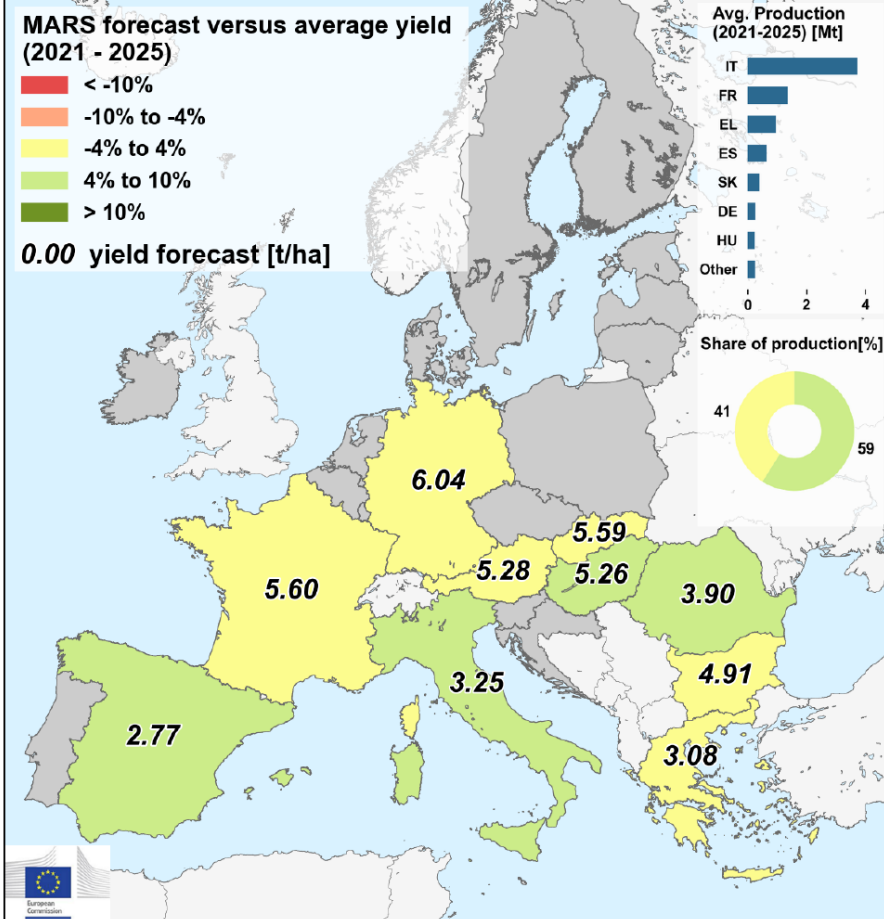 MARS forecast versus average yield
(2021 - 2025)
< -10%
-10% to -4%
-4% to 4%
4% to 10%
> 10%
0.00 yield forecast [t/ha]
Avg. Production
(2021-2025) [Mt]
IT
FR
EL
ES
SK
DE
HU
Other
0 2 4
Share of production[%]
41
59
6.04
5.59
5.28
5.26
5.60
3.90
4.91
3.25
2.77
3.08
European
Commission